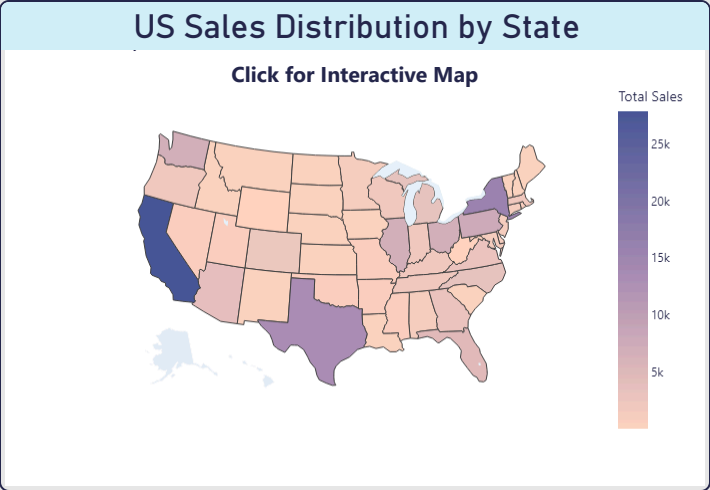 US Sales Distribution by State
Click for Interactive Map
Total Sales
25k
20k
15k
10k
5k